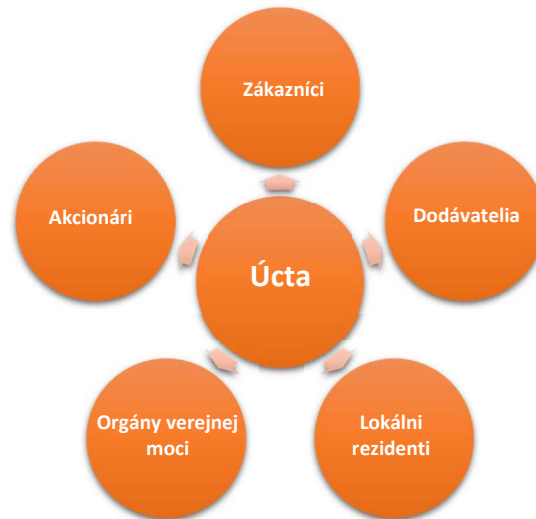 Zákazníci
Akcionári
Dodávatelia
Úcta
Orgány verejnej
moci
Lokálni
rezidenti